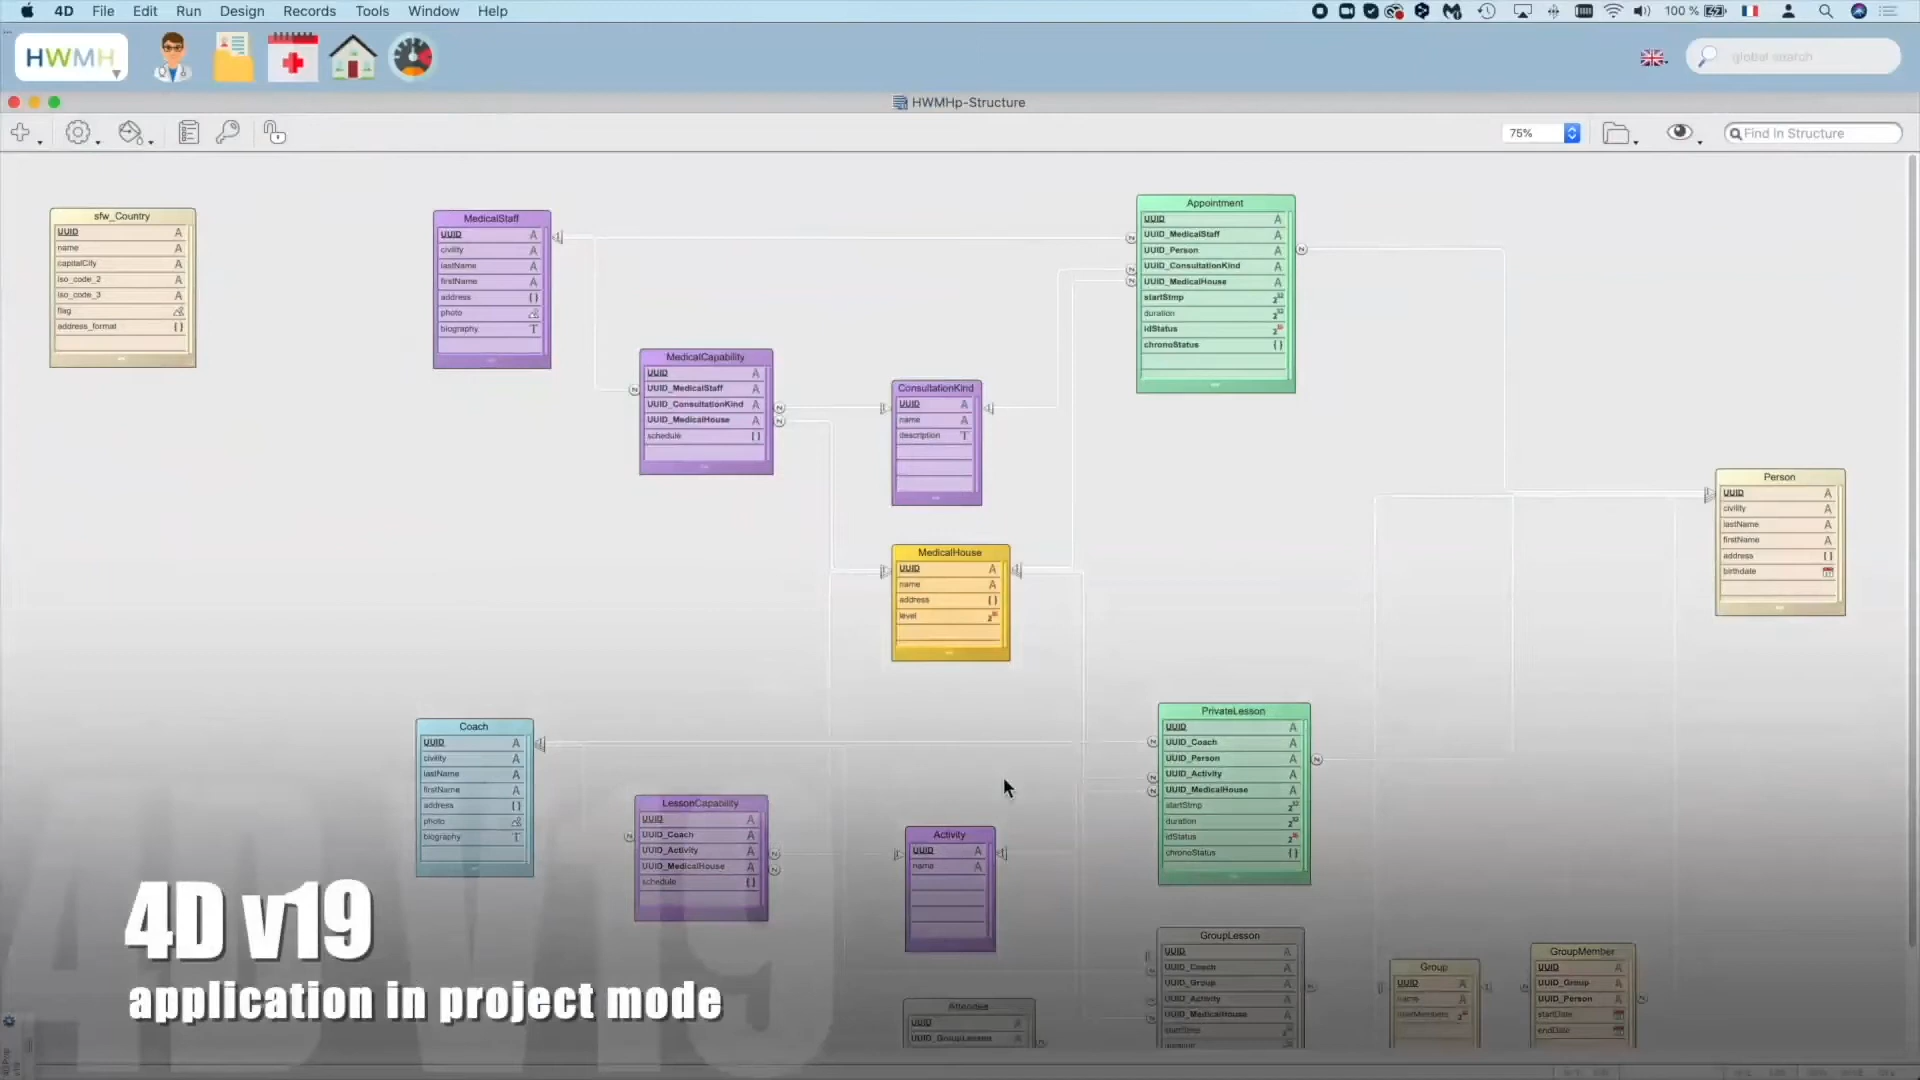 4D File Edit Run Design Records Tools Window Help
100 %
HWMH
global search
HWMHp-Structure
75%
Find In Structure
sfw_Country
UUID
name
capitalCity
iso_code_2
iso_code_3
flag
address_format
MedicalStaff
UUID
civility
lastName
firstName
address
photo
biography
MedicalCapability
UUID
UUID_MedicalStaff
UUID_ConsultationKind
UUID_MedicalHouse
schedule
ConsultationKind
UUID
name
description
Appointment
UUID
UUID_MedicalStaff
UUID_Person
UUID_ConsultationKind
UUID_MedicalHouse
startStmp
duration
idStatus
chronoStatus
MedicalHouse
UUID
name
address
level
Person
UUID
civility
lastName
firstName
address
birthdate
Coach
UUID
civility
lastName
firstName
address
photo
biography
LessonCapability
UUID
UUID_Coach
UUID_Activity
UUID_MedicalHouse
schedule
Activity
UUID
name
PrivateLesson
UUID
UUID_Coach
UUID_Person
UUID_Activity
UUID_MedicalHouse
startStmp
duration
idStatus
chronoStatus
GroupLesson
UUID
UUID_Coach
UUID_Group
UUID_Activity
UUID_MedicalHouse
startStmp
duration
Group
UUID
name
GroupMember
UUID
UUID_Group
UUID_Person
startDate
endDate
Attendee
UUID
UUID_GroupLesson
4D v19
application in project mode